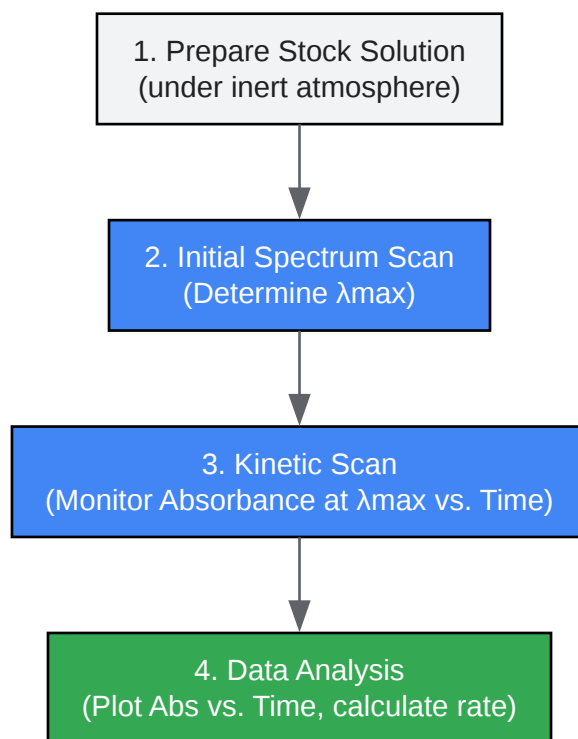 1. Prepare Stock Solution
(under inert atmosphere)
2. Initial Spectrum Scan
(Determine λmax)
3. Kinetic Scan
(Monitor Absorbance at λmax vs. Time)
4. Data Analysis
(Plot Abs vs. Time, calculate rate)